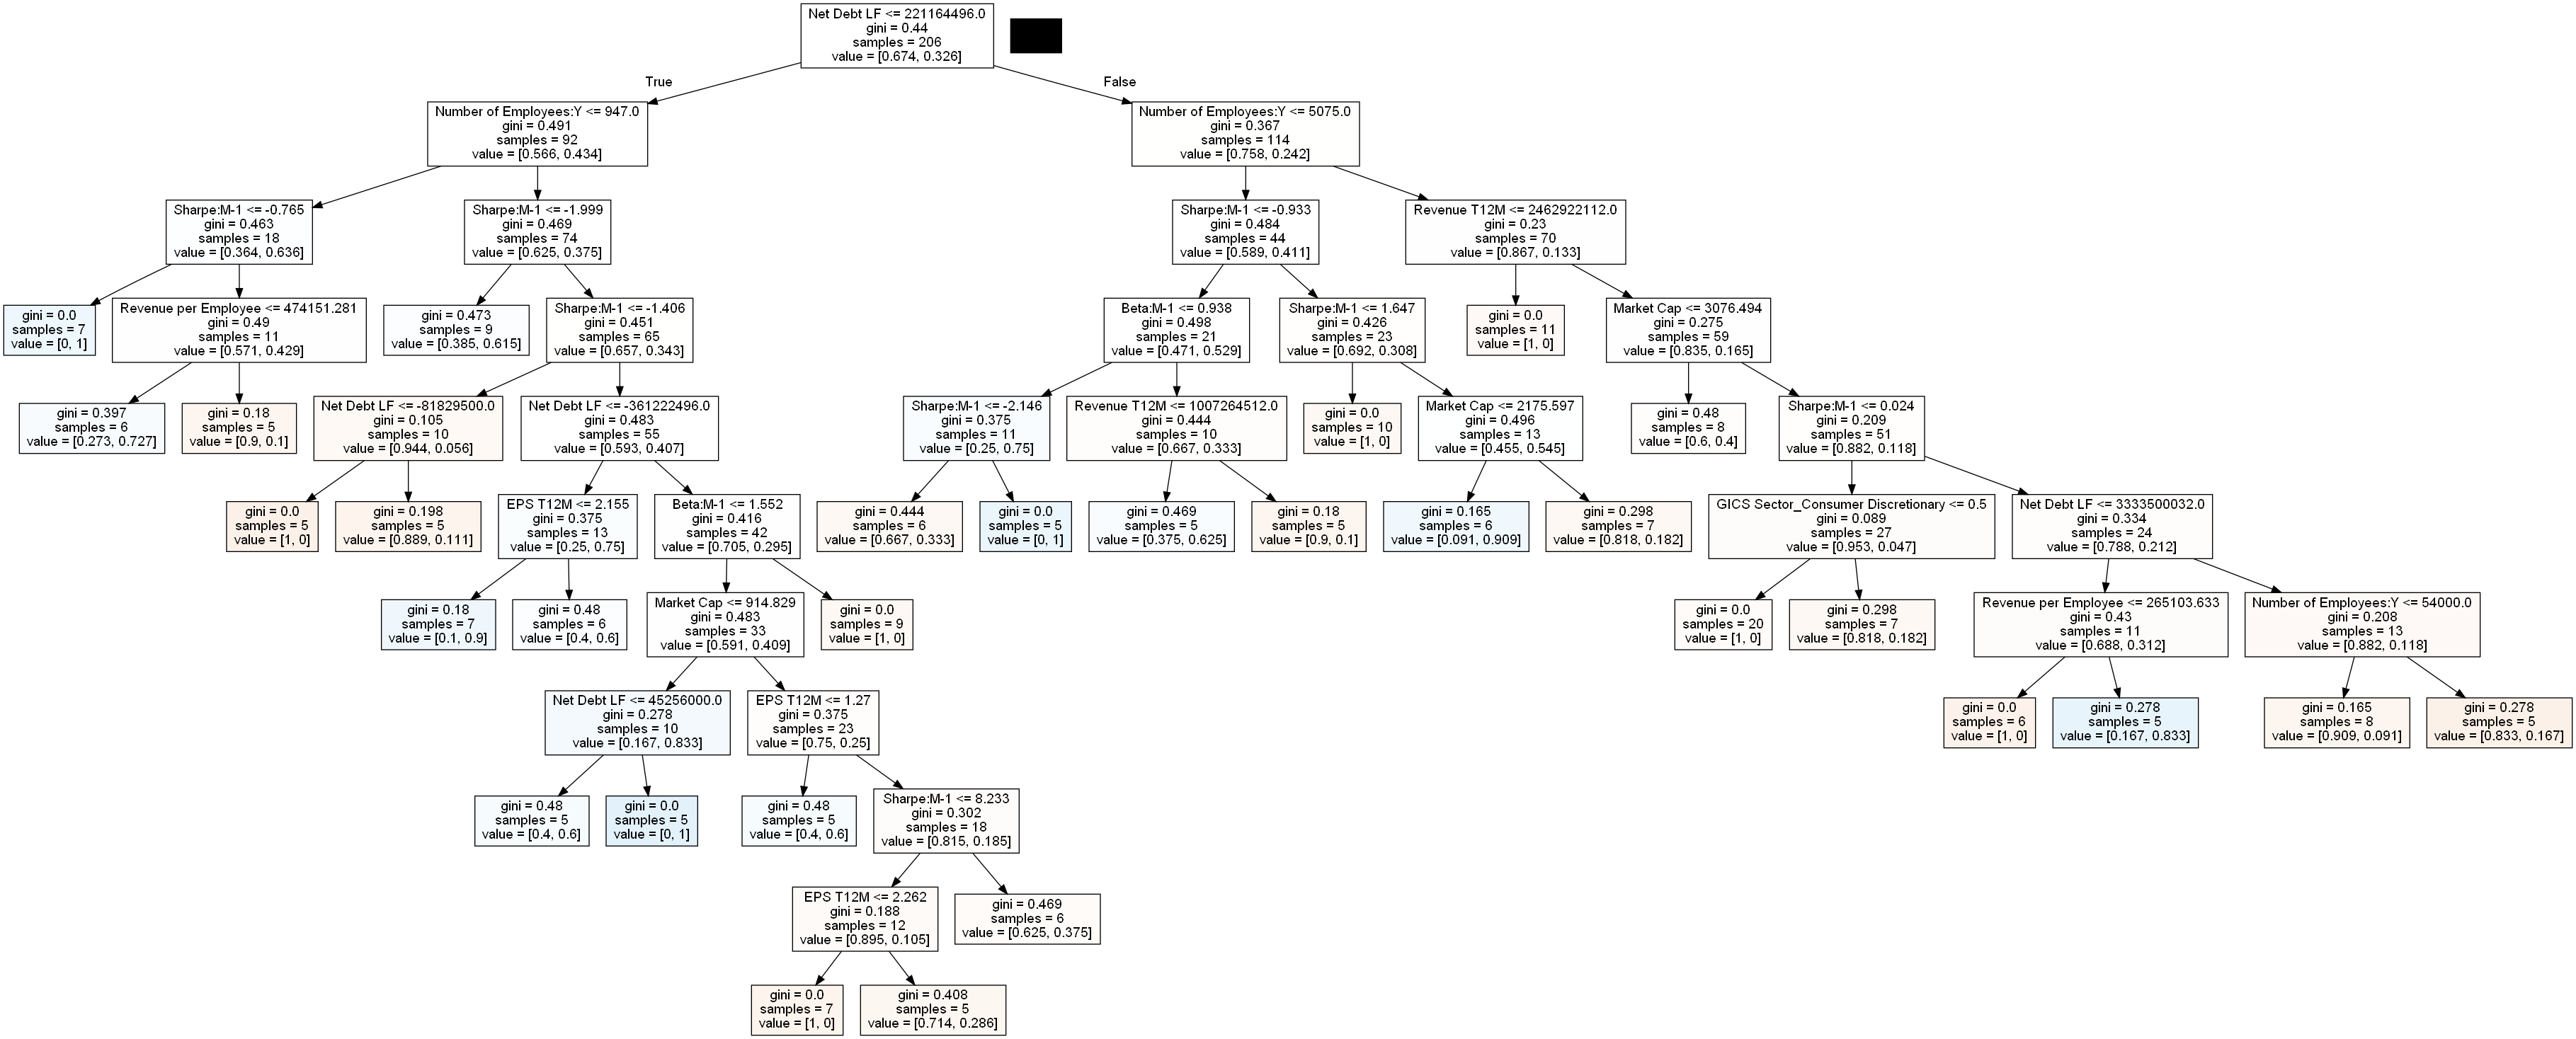 Net Debt LF <= 221164496.0
gini = 0.44
samples = 206
value = [0.674, 0.326]
True
False
Number of Employees:Y <= 947.0
gini = 0.491
samples = 92
value = [0.566, 0.434]
Number of Employees:Y <= 5075.0
gini = 0.367
samples = 114
value = [0.758, 0.242]
Sharpe:M-1 <= -0.765
gini = 0.463
samples = 18
value = [0.364, 0.636]
Sharpe:M-1 <= -1.999
gini = 0.469
samples = 74
value = [0.625, 0.375]
Sharpe:M-1 <= -0.933
gini = 0.484
samples = 44
value = [0.589, 0.411]
Revenue T12M <= 2462922112.0
gini = 0.23
samples = 70
value = [0.867, 0.133]
gini = 0.0
samples = 7
value = [0, 1]
Revenue per Employee <= 474151.281
gini = 0.49
samples = 11
value = [0.571, 0.429]
gini = 0.473
samples = 9
value = [0.385, 0.615]
Sharpe:M-1 <= -1.406
gini = 0.451
samples = 65
value = [0.657, 0.343]
Beta:M-1 <= 0.938
gini = 0.498
samples = 21
value = [0.471, 0.529]
Sharpe:M-1 <= 1.647
gini = 0.426
samples = 23
value = [0.692, 0.308]
gini = 0.0
samples = 11
value = [1, 0]
Market Cap <= 3076.494
gini = 0.275
samples = 59
value = [0.835, 0.165]
gini = 0.397
samples = 6
value = [0.273, 0.727]
gini = 0.18
samples = 5
value = [0.9, 0.1]
Net Debt LF <= -81829500.0
gini = 0.105
samples = 10
value = [0.944, 0.056]
Net Debt LF <= -361222496.0
gini = 0.483
samples = 55
value = [0.593, 0.407]
Sharpe:M-1 <= -2.146
gini = 0.375
samples = 11
value = [0.25, 0.75]
Revenue T12M <= 1007264512.0
gini = 0.444
samples = 10
value = [0.667, 0.333]
gini = 0.0
samples = 10
value = [1, 0]
Market Cap <= 2175.597
gini = 0.496
samples = 13
value = [0.455, 0.545]
gini = 0.48
samples = 8
value = [0.6, 0.4]
Sharpe:M-1 <= 0.024
gini = 0.209
samples = 51
value = [0.882, 0.118]
gini = 0.0
samples = 5
value = [1, 0]
gini = 0.198
samples = 5
value = [0.889, 0.111]
EPS T12M <= 2.155
gini = 0.375
samples = 13
value = [0.25, 0.75]
Beta:M-1 <= 1.552
gini = 0.416
samples = 42
value = [0.705, 0.295]
gini = 0.444
samples = 6
value = [0.667, 0.333]
gini = 0.0
samples = 5
value = [0, 1]
gini = 0.469
samples = 5
value = [0.375, 0.625]
gini = 0.18
samples = 5
value = [0.9, 0.1]
gini = 0.165
samples = 6
value = [0.091, 0.909]
gini = 0.298
samples = 7
value = [0.818, 0.182]
GICS Sector_Consumer Discretionary <= 0.5
gini = 0.089
samples = 27
value = [0.953, 0.047]
Net Debt LF <= 3333500032.0
gini = 0.334
samples = 24
value = [0.788, 0.212]
gini = 0.18
samples = 7
value = [0.1, 0.9]
gini = 0.48
samples = 6
value = [0.4, 0.6]
Market Cap <= 914.829
gini = 0.483
samples = 33
value = [0.591, 0.409]
gini = 0.0
samples = 9
value = [1, 0]
gini = 0.0
samples = 20
value = [1, 0]
gini = 0.298
samples = 7
value = [0.818, 0.182]
Revenue per Employee <= 265103.633
gini = 0.43
samples = 11
value = [0.688, 0.312]
Number of Employees:Y <= 54000.0
gini = 0.208
samples = 13
value = [0.882, 0.118]
Net Debt LF <= 45256000.0
gini = 0.278
samples = 10
value = [0.167, 0.833]
EPS T12M <= 1.27
gini = 0.375
samples = 23
value = [0.75, 0.25]
gini = 0.0
samples = 6
value = [1, 0]
gini = 0.278
samples = 5
value = [0.167, 0.833]
gini = 0.165
samples = 8
value = [0.909, 0.091]
gini = 0.278
samples = 5
value = [0.833, 0.167]
gini = 0.48
samples = 5
value = [0.4, 0.6]
gini = 0.0
samples = 5
value = [0, 1]
gini = 0.48
samples = 5
value = [0.4, 0.6]
Sharpe:M-1 <= 8.233
gini = 0.302
samples = 18
value = [0.815, 0.185]
EPS T12M <= 2.262
gini = 0.188
samples = 12
value = [0.895, 0.105]
gini = 0.469
samples = 6
value = [0.625, 0.375]
gini = 0.0
samples = 7
value = [1, 0]
gini = 0.408
samples = 5
value = [0.714, 0.286]